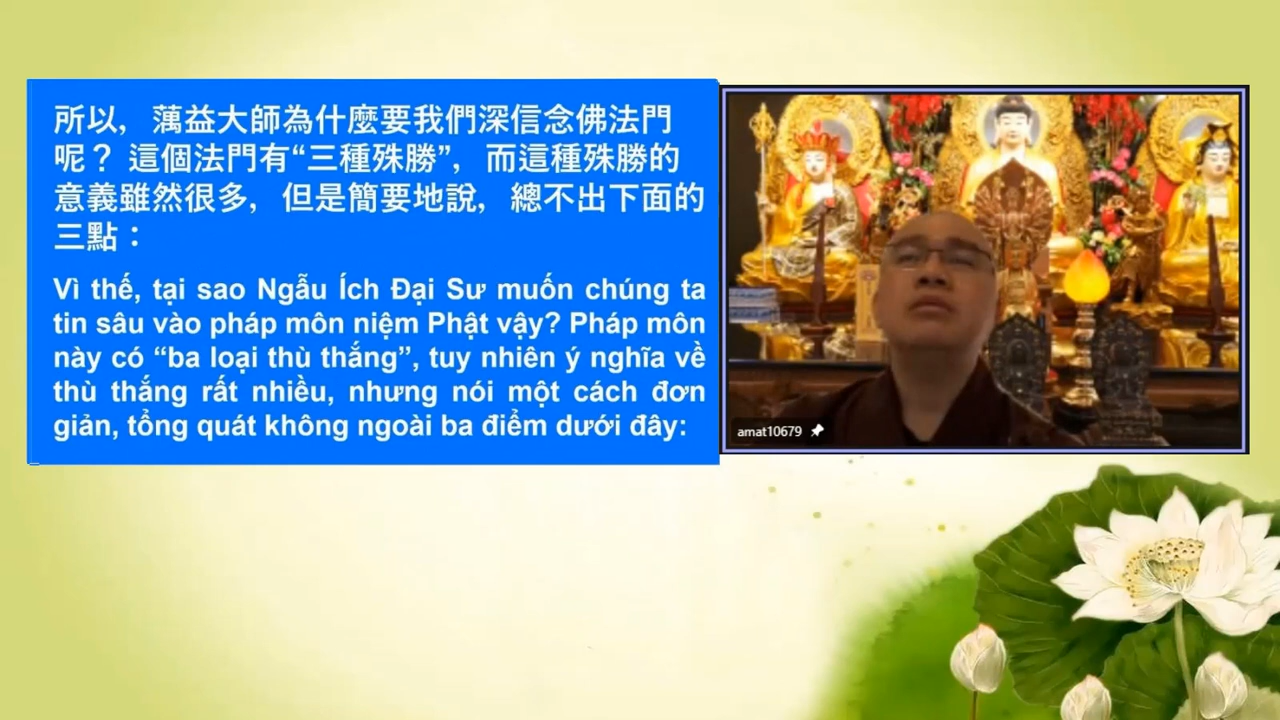 所以， 蕅益大師為什麼要我們深信念佛法門
呢？ 這個法門有“三種殊勝”， 而這種殊勝的
意義雖然很多， 但是簡要地說， 總不出下面的
三點：
Vì thế, tại sao Ngẫu Ích Đại Sư muốn chúng ta
tin sâu vào pháp môn niệm Phật vậy? Pháp môn
này có “ba loại thù thắng”, tuy nhiên ý nghĩa về
thù thắng rất nhiều, nhưng nói một cách đơn
giản, tổng quát không ngoài ba điểm dưới đây:
amat10679